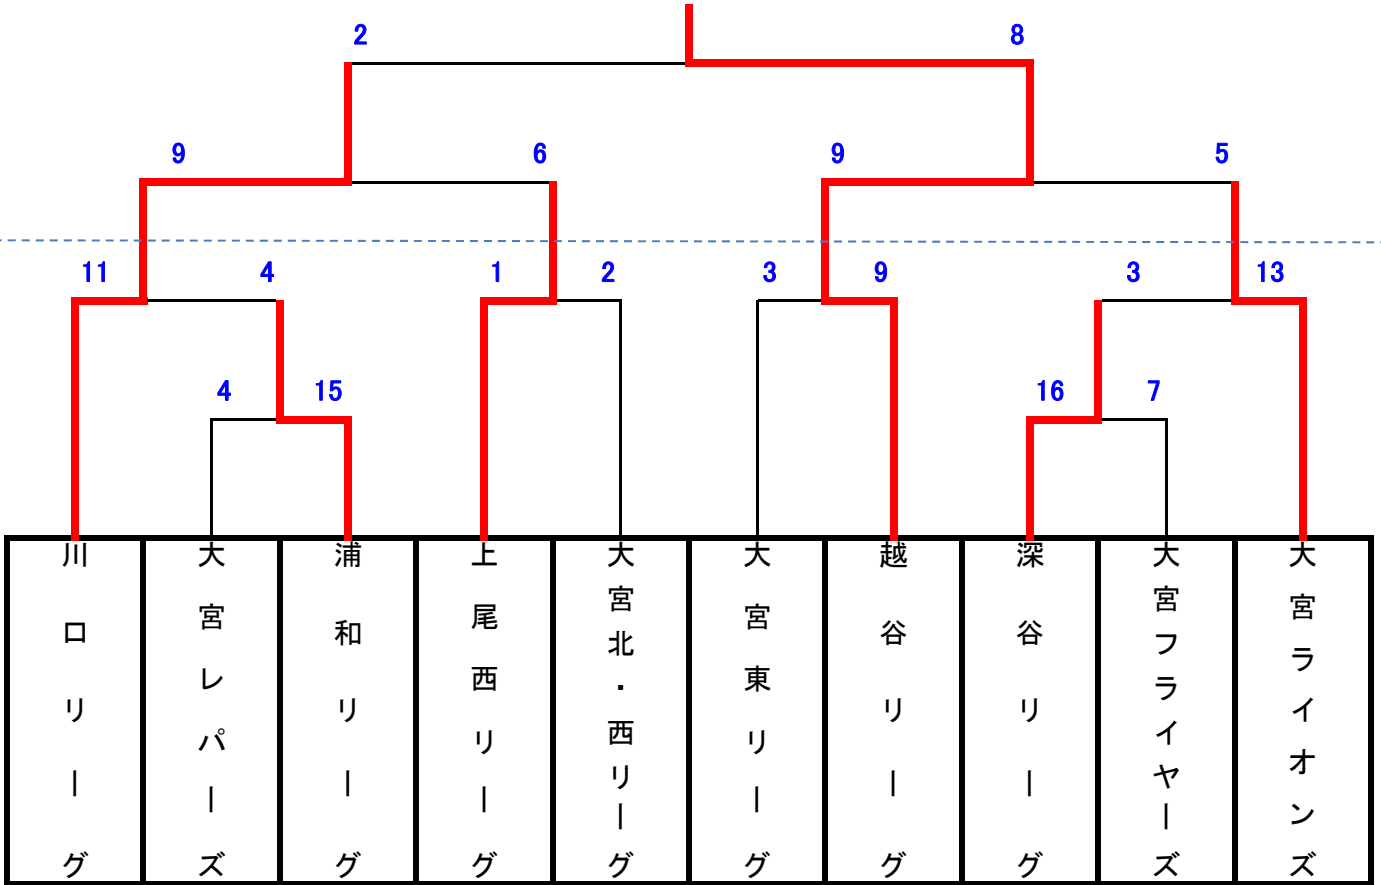 2 8
9 6 9 5
11 4 1 2 3 9 3 13
4 15 16 7
川口リーグ
大宮レパーズ
浦和リーグ
上尾西リーグ
大宮北・西リーグ
大宮東リーグ
越谷リーグ
深谷リーグ
大宮フライヤーズ
大宮ライオンズ